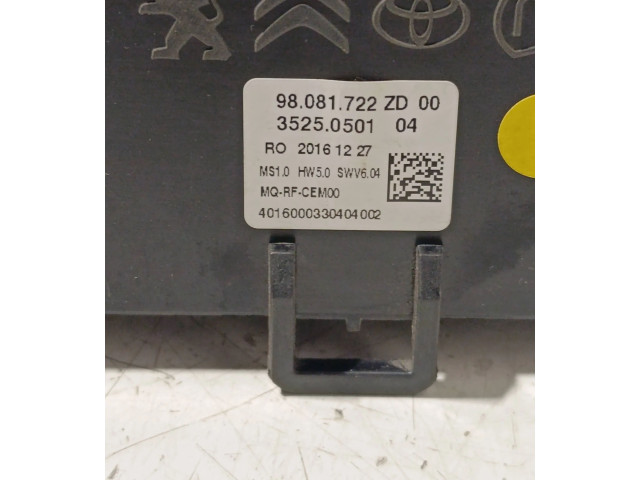 98.081.722 ZD 00
3525.0501 04
RO 2016 12 27
MS1.0 HW5.0 SWV6.04
MQ-RF-CEM00
4016000330404002